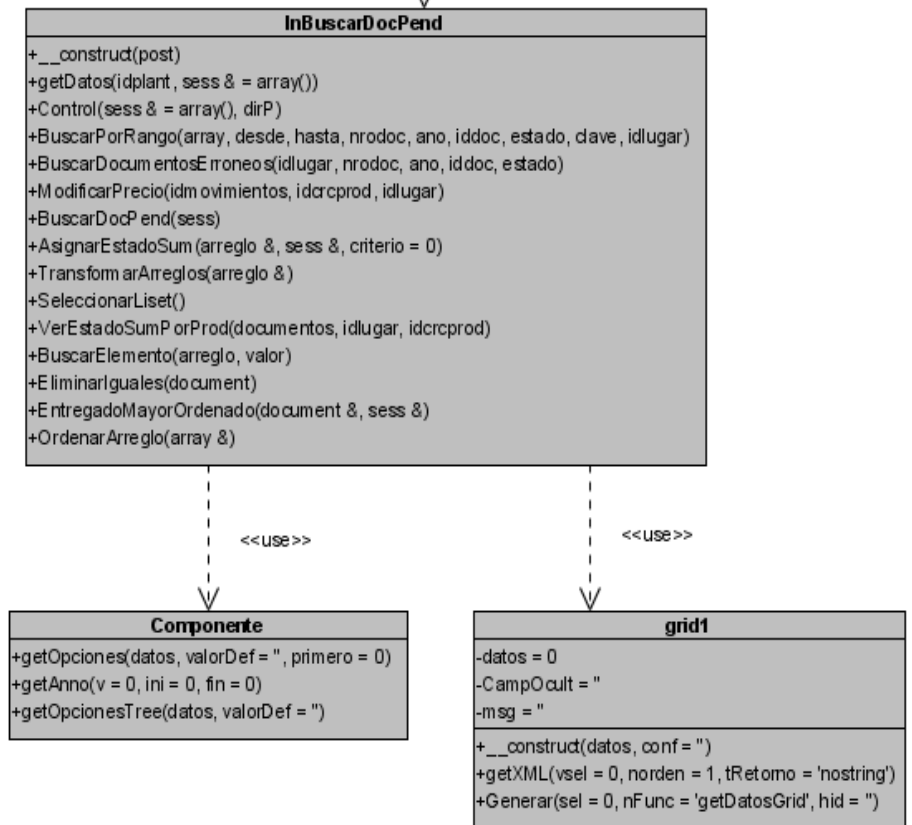 InBuscarDocPend
+__construct(post)
+getDatos(idplant, sess & = array())
+Control(sess & = array(), dirP)
+BuscarPorRango(array, desde, hasta, nrodoc, ano, iddoc, estado, clave, idlugar)
+BuscarDocumentosErroneos(idlugar, nrodoc, ano, iddoc, estado)
+ModificarPrecio(idmovimientos, idcrcprod, idlugar)
+BuscarDocPend(sess)
+AsignarEstadoSum(arreglo &, sess &, criterio = 0)
+TransformarArreglos(arreglo &)
+SeleccionarLiset()
+VerEstadoSumPorProd(documentos, idlugar, idcrcprod)
+BuscarElemento(arreglo, valor)
+EliminarIguales(document)
+EntregadoMayorOrdenado(document &, sess &)
+OrdenarArreglo(array &)
<<use>>
<<use>>
Componente
+getOpciones(datos, valorDef = '', primero = 0)
+getAnno(v = 0, ini = 0, fin = 0)
+getOpcionesTree(datos, valorDef = '')
grid1
-datos = 0
-CampOcult = ''
-msg = ''
+__construct(datos, conf = '')
+getXML(vsel = 0, norden = 1, tRetorno = 'nostring')
+Generar(sel = 0, nFunc = 'getDatosGrid', hid = '')